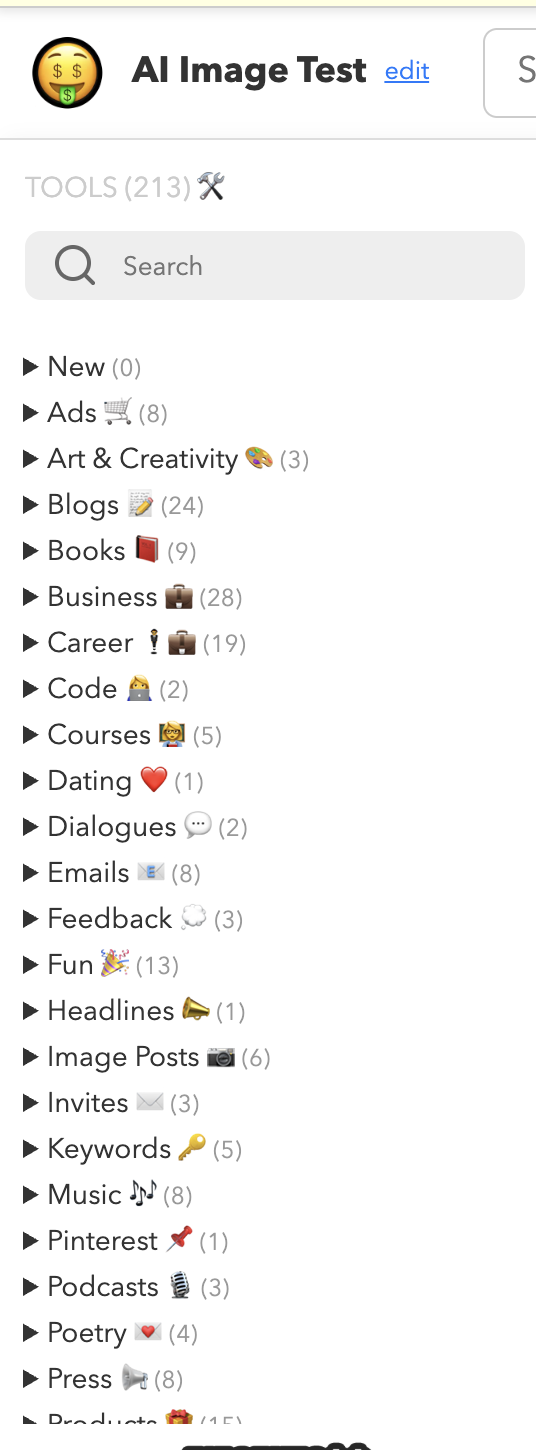 AI Image Test edit S
TOOLS (213) 🛠
Search
New (0)
Ads 🛒 (8)
Art & Creativity 🎨 (3)
Blogs 📝 (24)
Books 📕 (9)
Business 💼 (28)
Career 🕴💼 (19)
Code 👩‍💻 (2)
Courses 👩‍🏫 (5)
Dating ❤️ (1)
Dialogues 💬 (2)
Emails 📧 (8)
Feedback 💭 (3)
Fun 🎉 (13)
Headlines 📣 (1)
Image Posts 📷 (6)
Invites ✉️ (3)
Keywords 🔑 (5)
Music 🎶 (8)
Pinterest 📌 (1)
Podcasts 🎙 (3)
Poetry 💌 (4)
Press 📢 (8)
Products 🎁 (15)